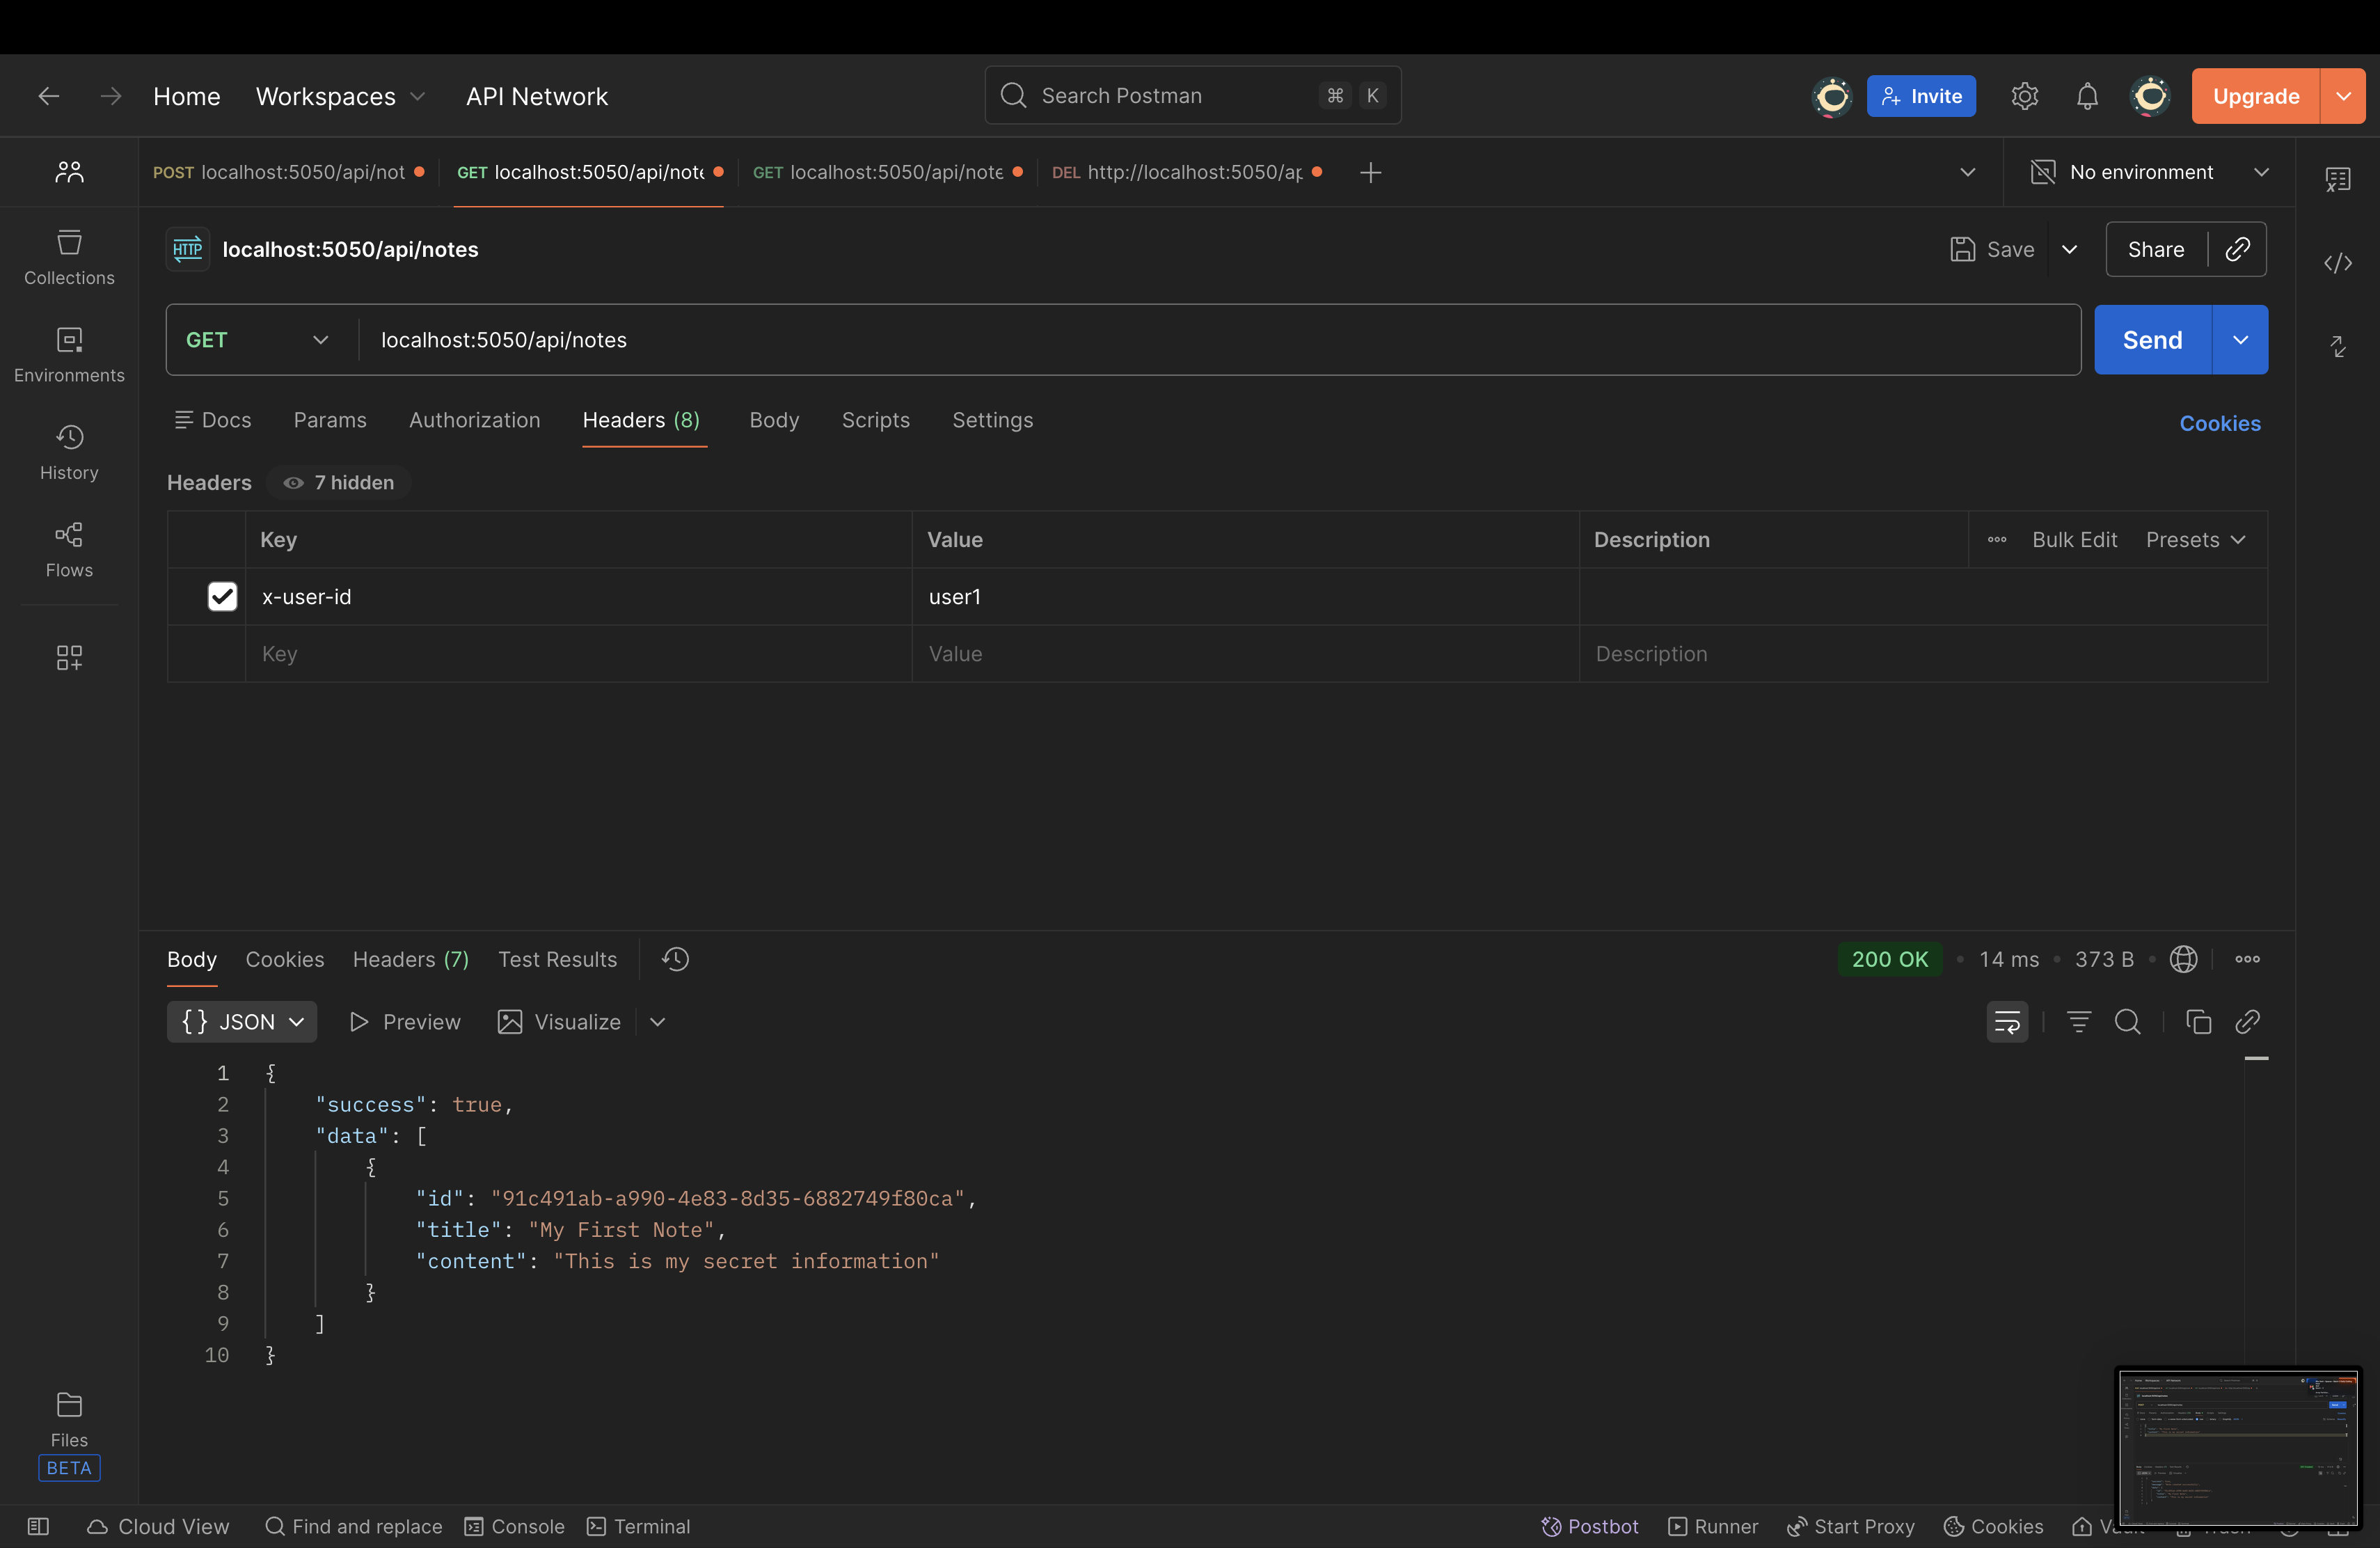 Home Workspaces API Network Search Postman ⌘ K Invite Upgrade
POST localhost:5050/api/not GET localhost:5050/api/note GET localhost:5050/api/note DEL http://localhost:5050/ap No environment
HTTP localhost:5050/api/notes Save Share
Collections
Environments
History
Flows
Files
BETA
GET localhost:5050/api/notes Send
Docs Params Authorization Headers (8) Body Scripts Settings Cookies
Headers 7 hidden
Key Value Description Bulk Edit Presets
x-user-id user1
Key Value Description
Body Cookies Headers (7) Test Results 200 OK • 14 ms • 373 B •
{} JSON Preview Visualize
1 {
2 "success": true,
3 "data": [
4 {
5 "id": "91c491ab-a990-4e83-8d35-6882749f80ca",
6 "title": "My First Note",
7 "content": "This is my secret information"
8 }
9 ]
10 }
Cloud View Find and replace Console Terminal Postbot Runner Start Proxy Cookies